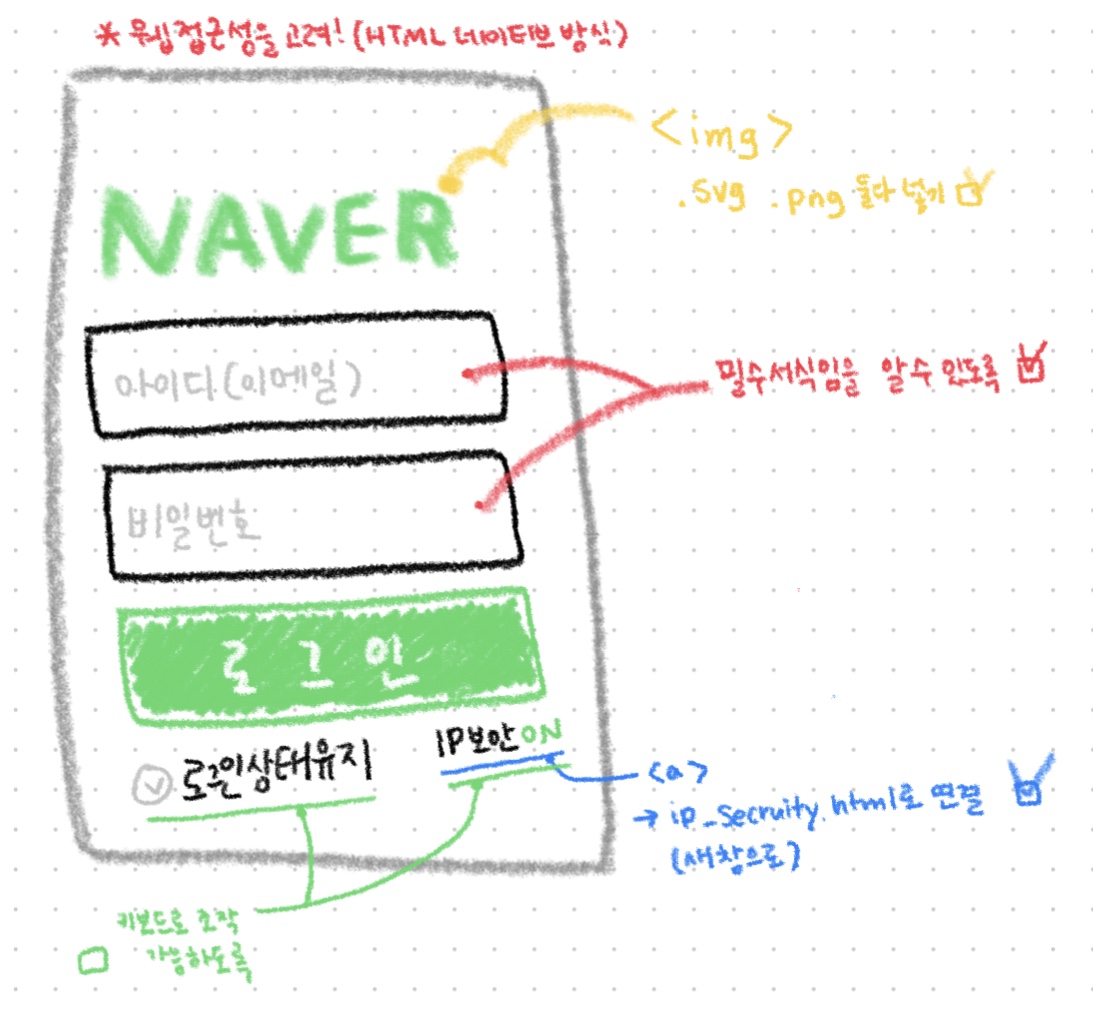 * 웹접근성을 고려! (HTML 네이티브 방식)
<img>
.svg .png 둘다 넣기
NAVER
아이디(이메일)
필수서식임을 알수 있도록
비밀번호
로그인
로그인상태유지
IP보안 ON
<a>
→ ip_Secruity.html로 연결
(새창으로)
키보드로 조작
가능하도록